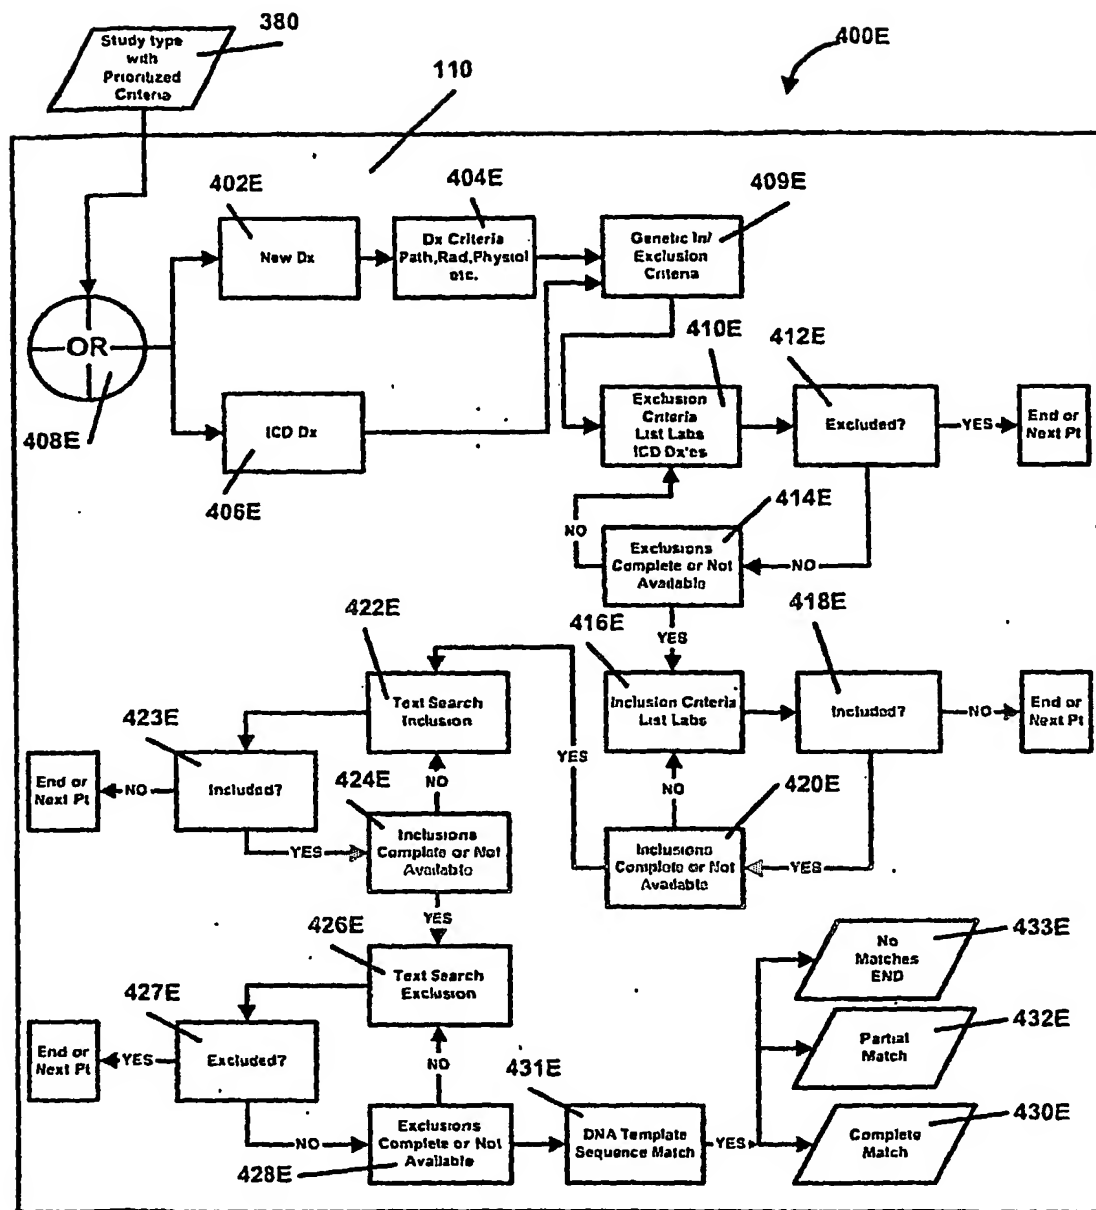 380
Study type
with
Prioritized
Criteria
400E
110
402E
404E
409E
New Dx
Dx Criteria
Path,Rad,Physiol
etc.
Genetic In/
Exclusion
Criteria
OR
408E
ICD Dx
406E
410E
412E
Exclusion
Criteria
List Labs
ICD Dx'es
Excluded?
YES
End or
Next Pt
414E
NO
Exclusions
Complete or Not
Available
NO
YES
422E
416E
418E
Text Search
Inclusion
Inclusion Criteria
List Labs
Included?
NO
End or
Next Pt
423E
YES
End or
Next Pt
NO
Included?
424E
NO
NO
420E
YES
Inclusions
Complete or Not
Available
Inclusions
Complete or Not
Available
YES
YES
426E
Text Search
Exclusion
No
Matches
END
433E
427E
End or
Next Pt
YES
Excluded?
NO
431E
Partial
Match
432E
NO
Exclusions
Complete or Not
Available
428E
DNA Template
Sequence Match
YES
Complete
Match
430E